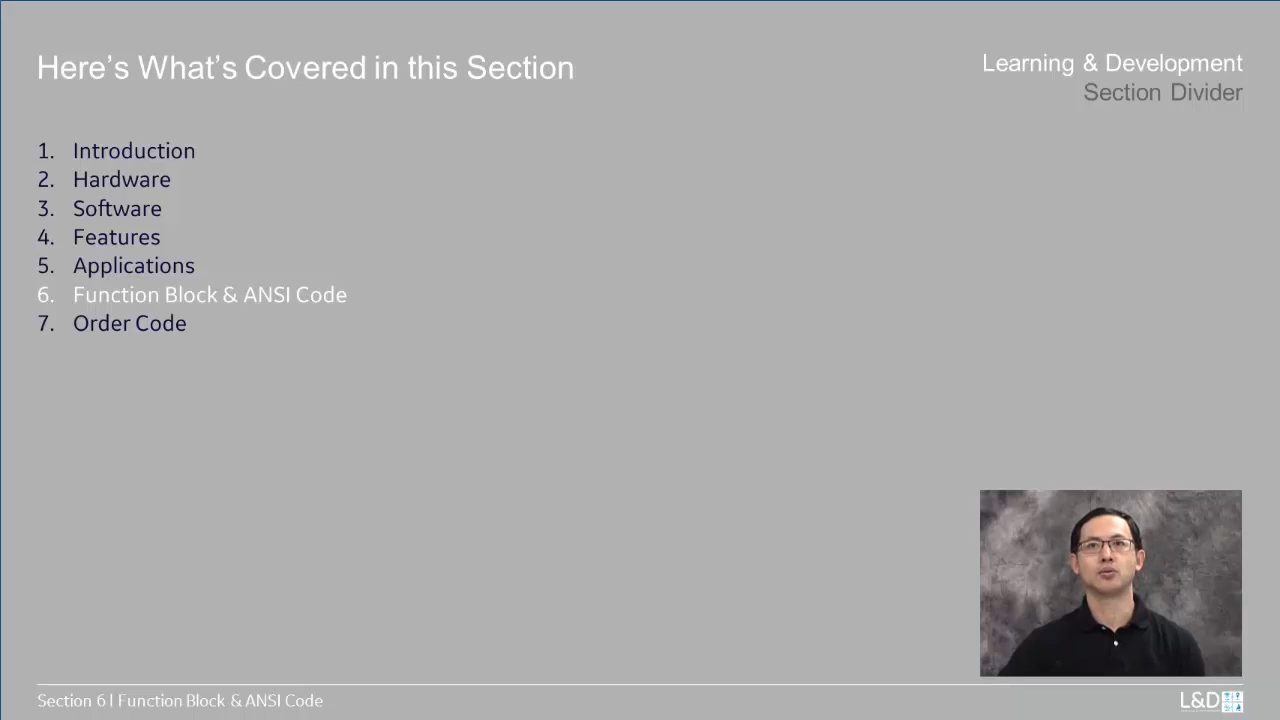 Here's What's Covered in this Section
Learning & Development
Section Divider
1. Introduction
2. Hardware
3. Software
4. Features
5. Applications
6. Function Block & ANSI Code
7. Order Code
Section 6 | Function Block & ANSI Code
L&D